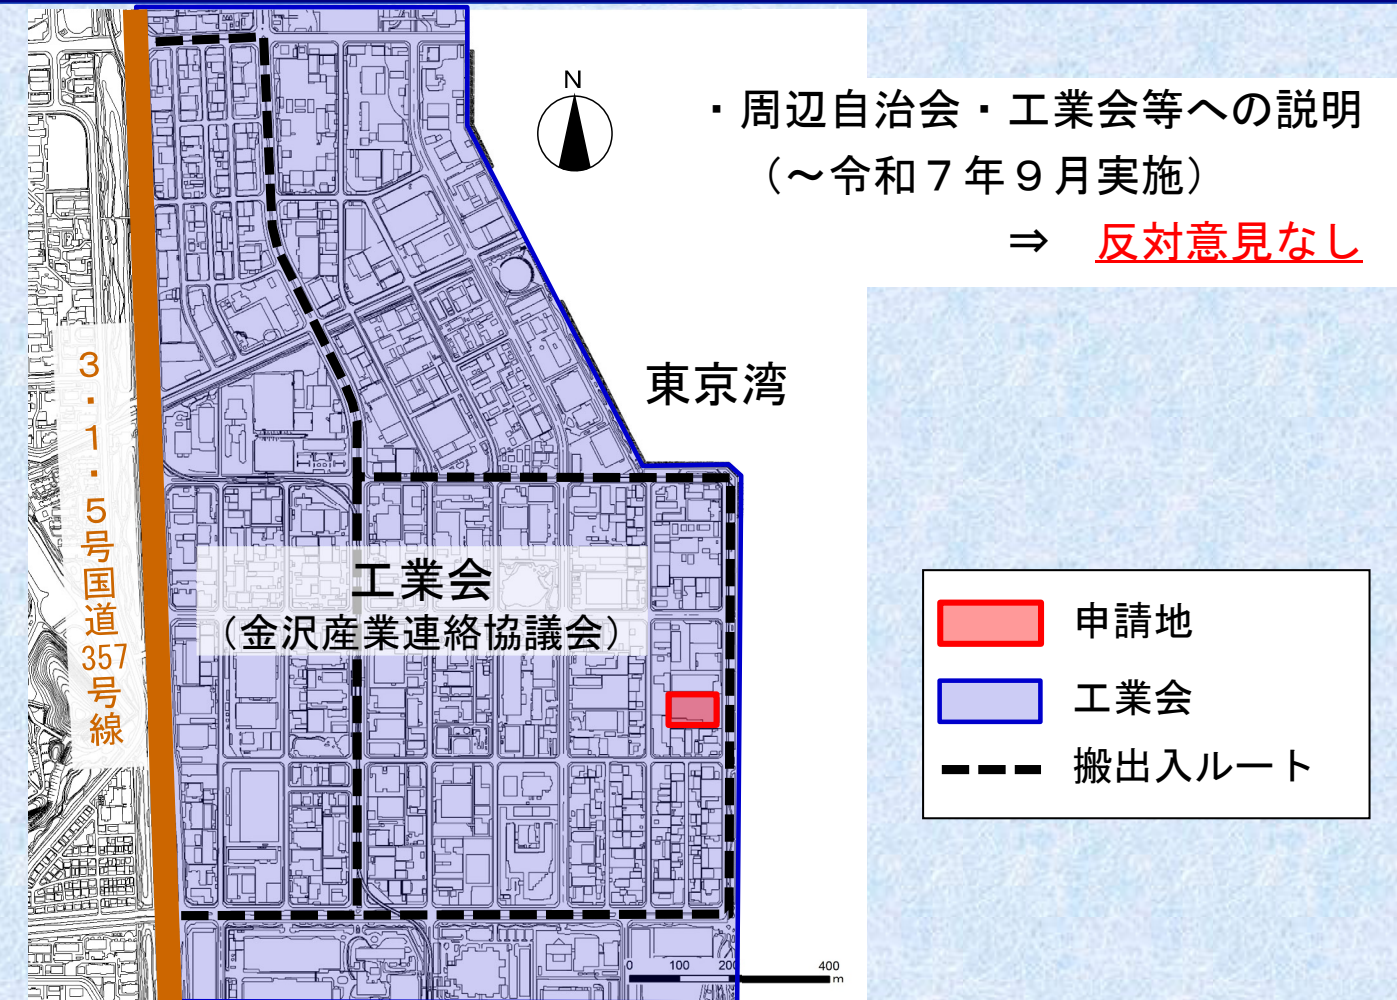 N
・周辺自治会・工業会等への説明
（～令和７年９月実施）
⇒　反対意見なし
東京湾
３・１・５号国道357号線
工業会
（金沢産業連絡協議会）
申請地
工業会
搬出入ルート
0 100 200 400
m